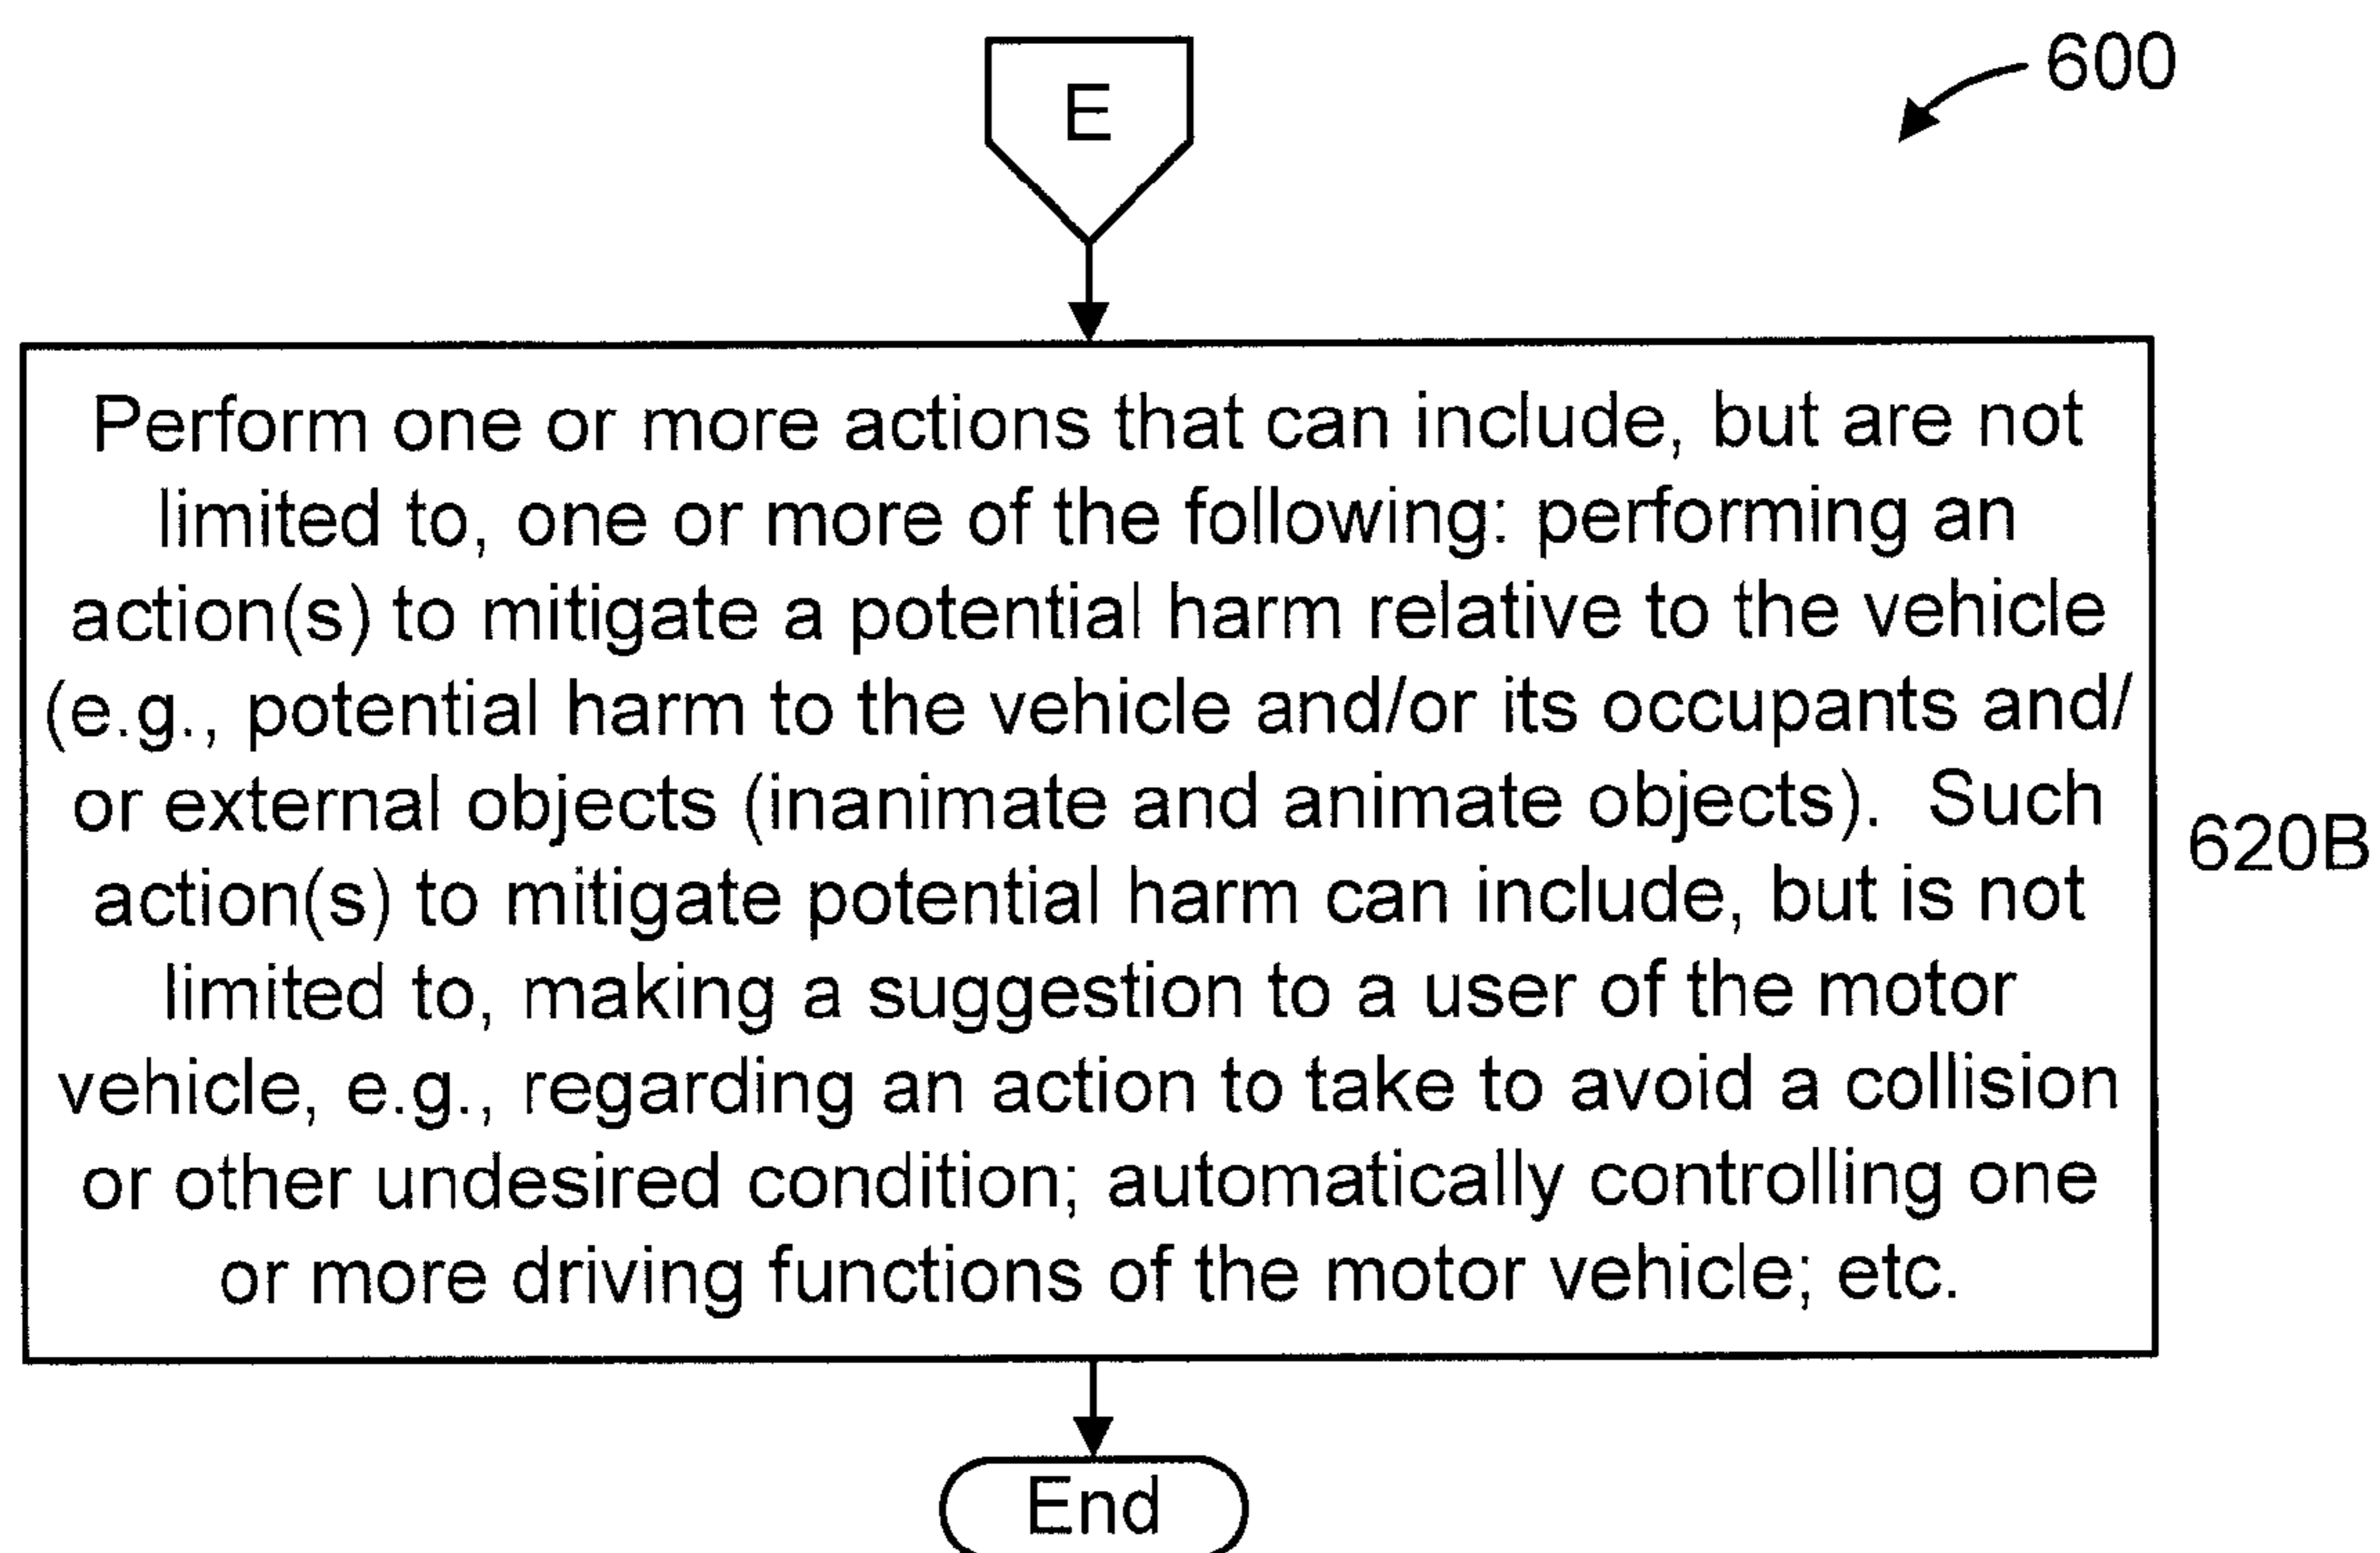 E
600
Perform one or more actions that can include, but are not
limited to, one or more of the following: performing an
action(s) to mitigate a potential harm relative to the vehicle
(e.g., potential harm to the vehicle and/or its occupants and/
or external objects (inanimate and animate objects).  Such
action(s) to mitigate potential harm can include, but is not
limited to, making a suggestion to a user of the motor
vehicle, e.g., regarding an action to take to avoid a collision
or other undesired condition; automatically controlling one
or more driving functions of the motor vehicle; etc.
620B
End